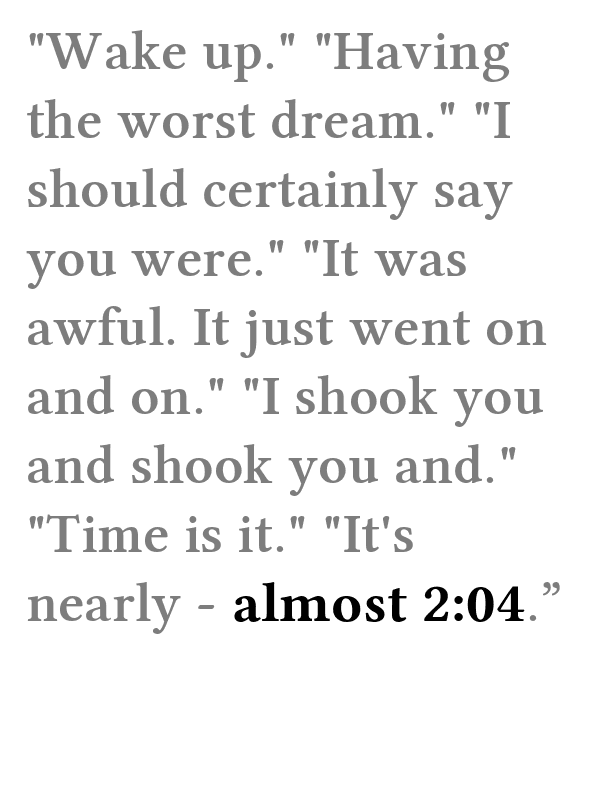 "Wake up." "Having
the worst dream." "I
should certainly say
you were." "It was
awful. It just went on
and on." "I shook you
and shook you and."
"Time is it." "It's
nearly - almost 2:04.”